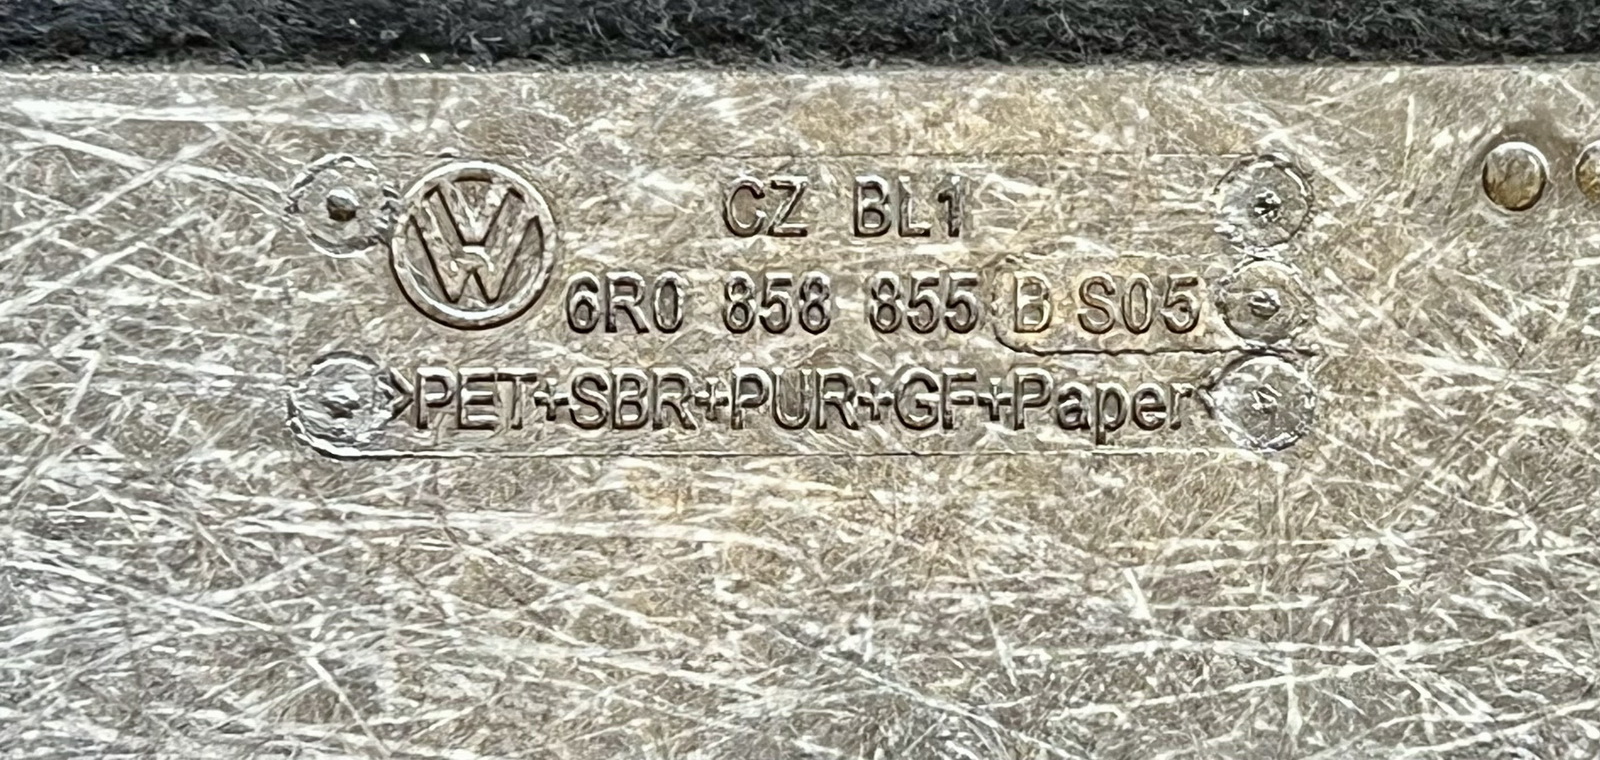 CZ BL1
6R0 858 855 B S05
>PET+SBR+PUR+GF+Paper<